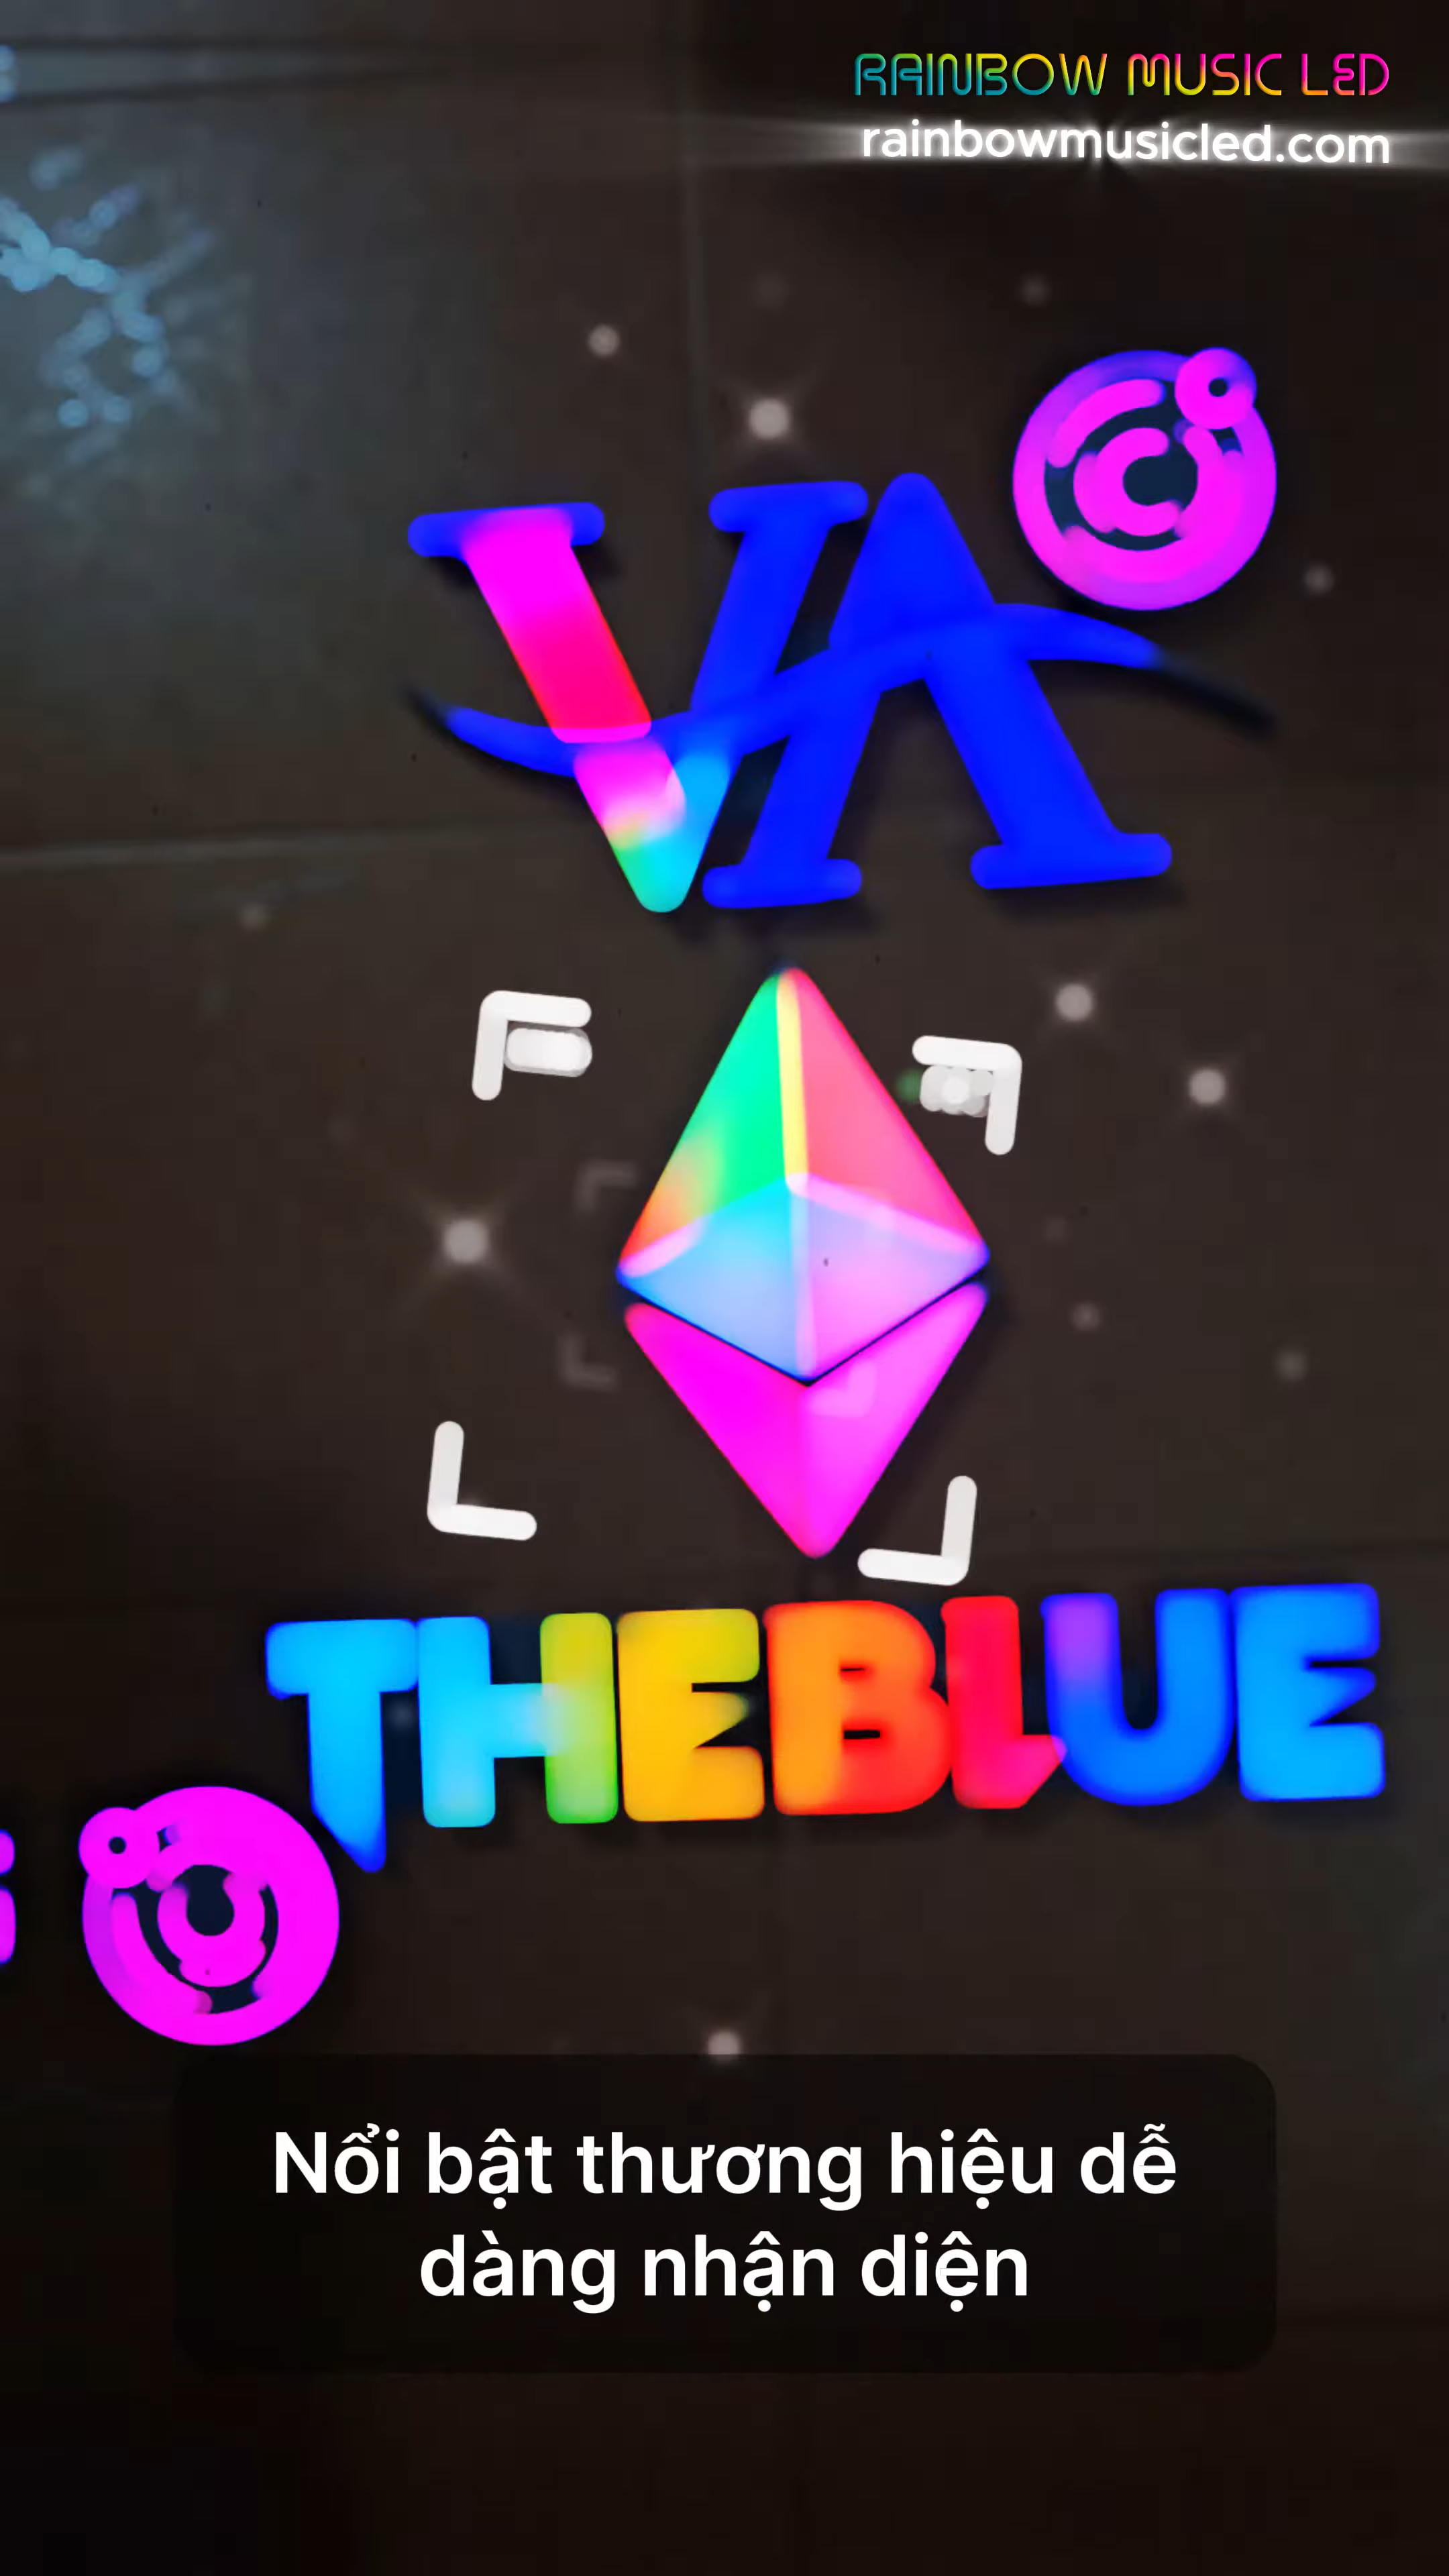 RAINBOW MUSIC LED
rainbowmusicled.com
VA
THEBLUE
Nổi bật thương hiệu dễ
dàng nhận diện